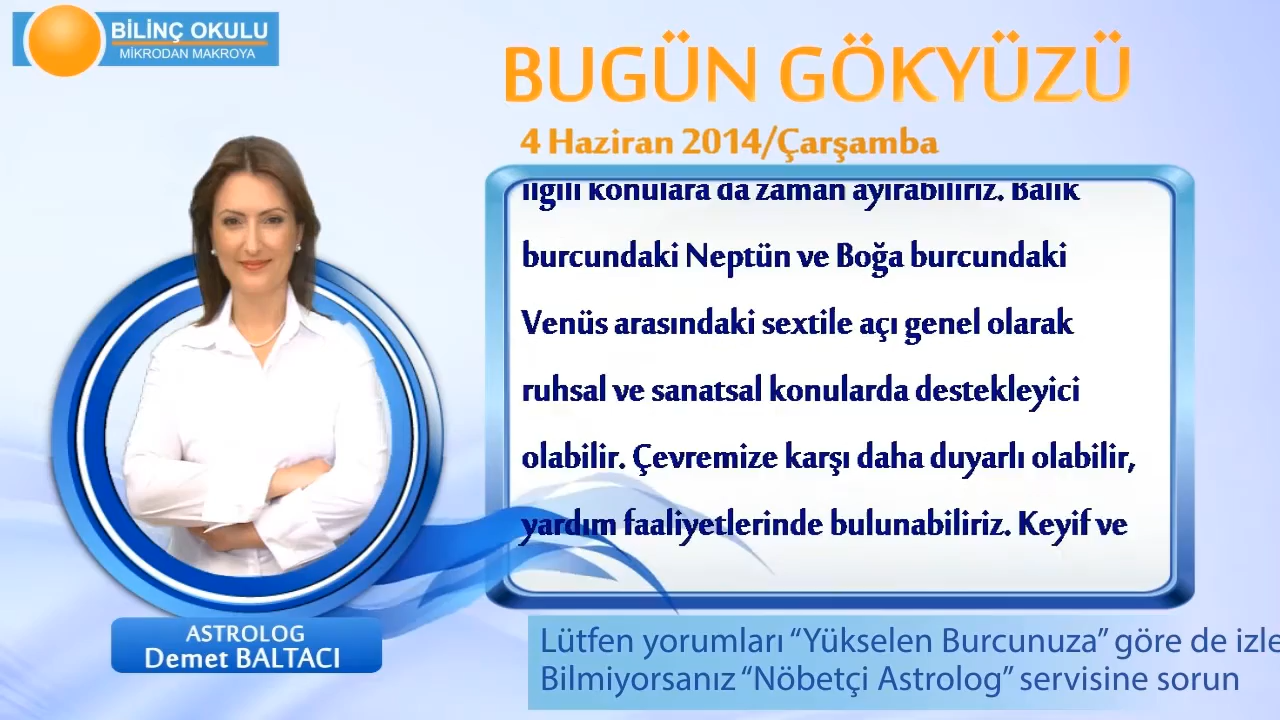 BİLİNÇ OKULU
MİKRODAN MAKROYA
BUGÜN GÖKYÜZÜ
4 Haziran 2014/Çarşamba
ilgili konulara da zaman ayırabiliriz. Balık
burcundaki Neptün ve Boğa burcundaki
Venüs arasındaki sextile açı genel olarak
ruhsal ve sanatsal konularda destekleyici
olabilir. Çevremize karşı daha duyarlı olabilir,
yardım faaliyetlerinde bulunabiliriz. Keyif ve
ASTROLOG
Demet BALTACI
Lütfen yorumları “Yükselen Burcunuza” göre de izle
Bilmiyorsanız “Nöbetçi Astrolog” servisine sorun